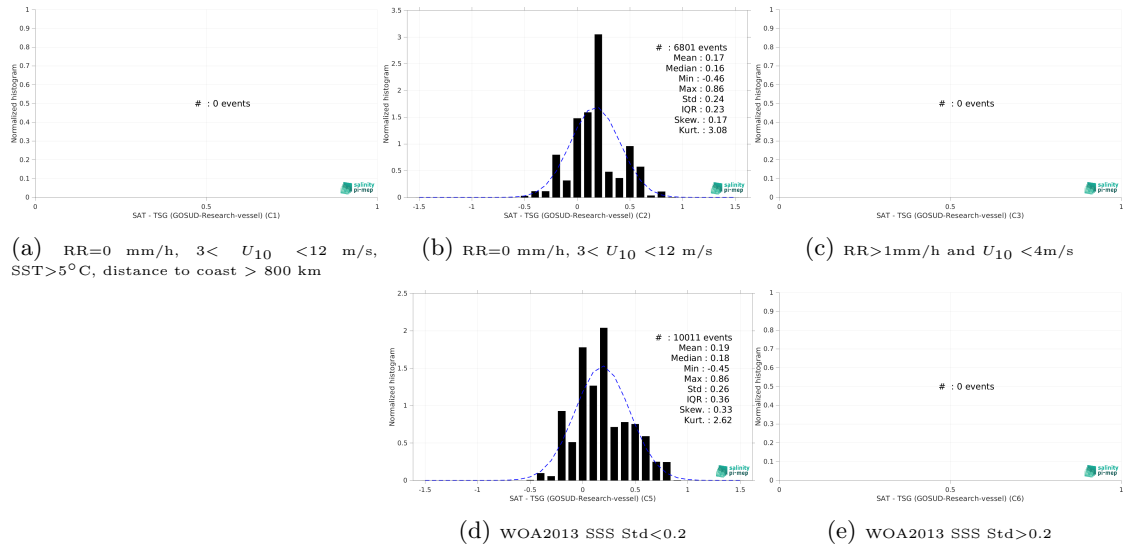 1
0.9
0.8
0.7
0.6
0.5
0.4
0.3
0.2
0.1
0
Normalized histogram
# : 0 events
salinity
pi-mep
0 0.5 1
SAT - TSG (GOSUD-Research-vessel) (C1)
(a) RR=0 mm/h, 3< U10 <12 m/s,
SST>5°C, distance to coast > 800 km
3.5
3
2.5
2
1.5
1
0.5
0
Normalized histogram
# : 6801 events
Mean : 0.17
Median : 0.16
Min : -0.46
Max : 0.86
Std : 0.24
IQR : 0.23
Skew. : 0.17
Kurt. : 3.08
salinity
pi-mep
-1.5 -1 -0.5 0 0.5 1 1.5
SAT - TSG (GOSUD-Research-vessel) (C2)
(b) RR=0 mm/h, 3< U10 <12 m/s
1
0.9
0.8
0.7
0.6
0.5
0.4
0.3
0.2
0.1
0
Normalized histogram
# : 0 events
salinity
pi-mep
0 0.5 1
SAT - TSG (GOSUD-Research-vessel) (C3)
(c) RR>1mm/h and U10 <4m/s
2.5
2
1.5
1
0.5
0
Normalized histogram
# : 10011 events
Mean : 0.19
Median : 0.18
Min : -0.45
Max : 0.86
Std : 0.26
IQR : 0.36
Skew. : 0.33
Kurt. : 2.62
salinity
pi-mep
-1.5 -1 -0.5 0 0.5 1 1.5
SAT - TSG (GOSUD-Research-vessel) (C5)
(d) WOA2013 SSS Std<0.2
1
0.9
0.8
0.7
0.6
0.5
0.4
0.3
0.2
0.1
0
Normalized histogram
# : 0 events
salinity
pi-mep
0 0.5 1
SAT - TSG (GOSUD-Research-vessel) (C6)
(e) WOA2013 SSS Std>0.2